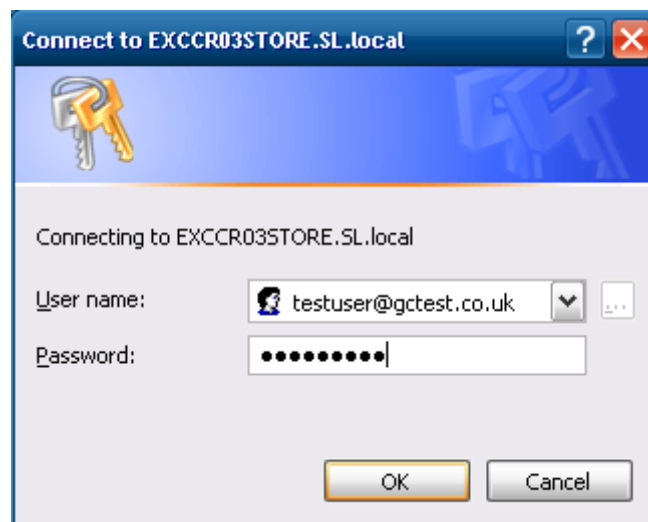 Connect to EXCCR03STORE.SL.local
Connecting to EXCCR03STORE.SL.local
User name: testuser@gctest.co.uk ...
Password: ●●●●●●●●●
OK Cancel